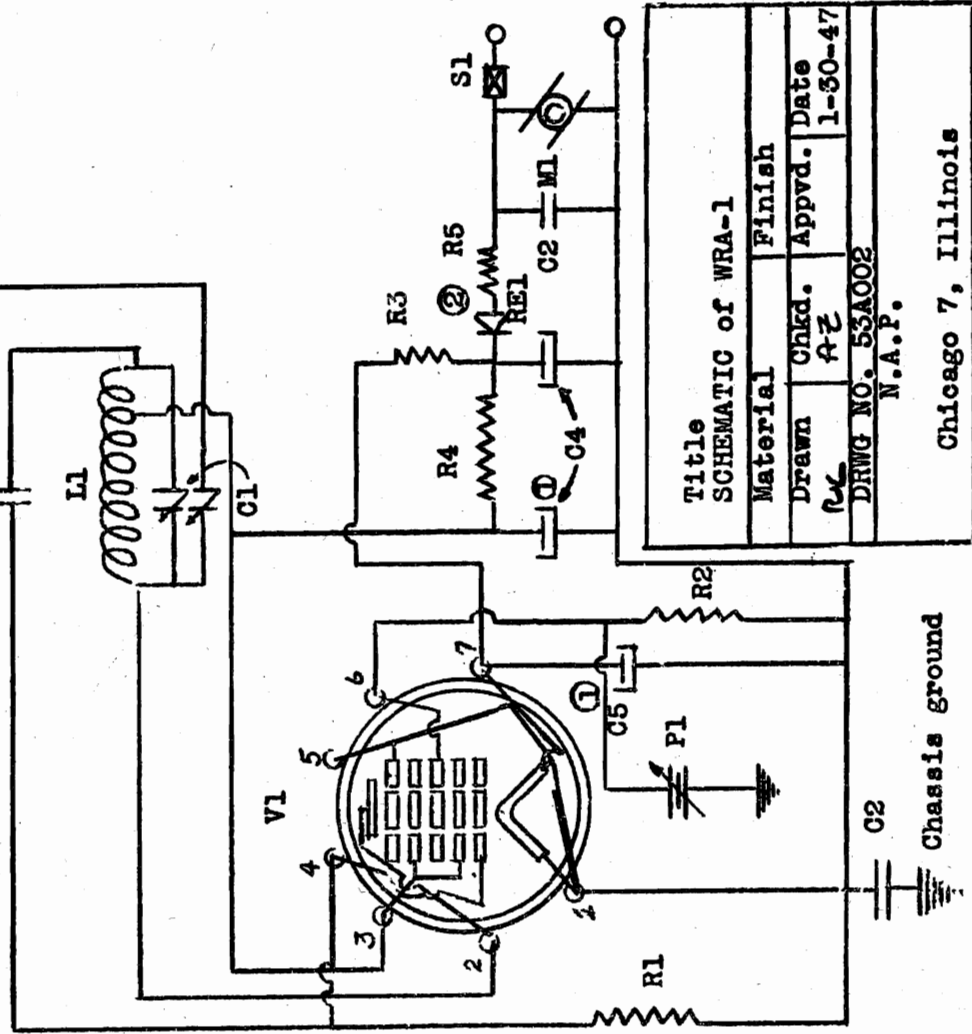 L1
C1
S1
R3
②
R5
RE1
C2
M1
R4
①
C4
V1
4
5
6
3
2
7
1
R2
①
C5
P1
R1
C2
Chassis ground
Title
SCHEMATIC of WRA-1
Material
Finish
Drawn
Chkd.
Appvd.
Date
AZ
1-30-47
DRWG NO. 53A002
N.A.P.
Chicago 7, Illinois